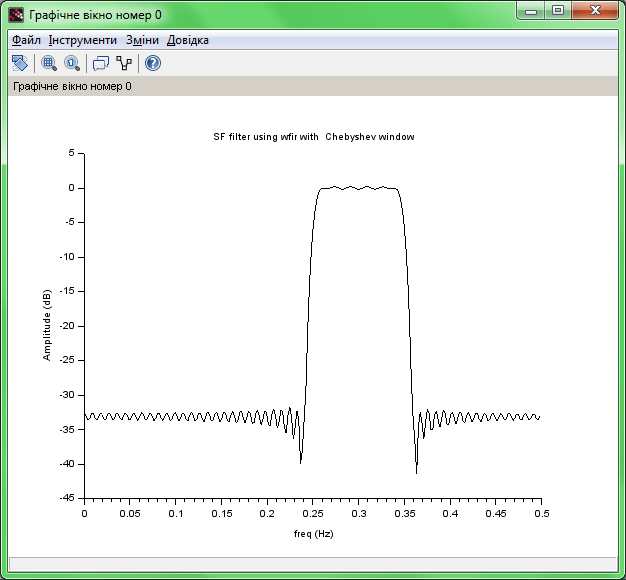 Графічне вікно номер 0
Файл Інструменти Зміни Довідка
Графічне вікно номер 0
SF filter using wfir with  Chebyshev window
5
0
-5
-10
-15
-20
-25
-30
-35
-40
-45
Amplitude (dB)
0 0.05 0.1 0.15 0.2 0.25 0.3 0.35 0.4 0.45 0.5
freq (Hz)